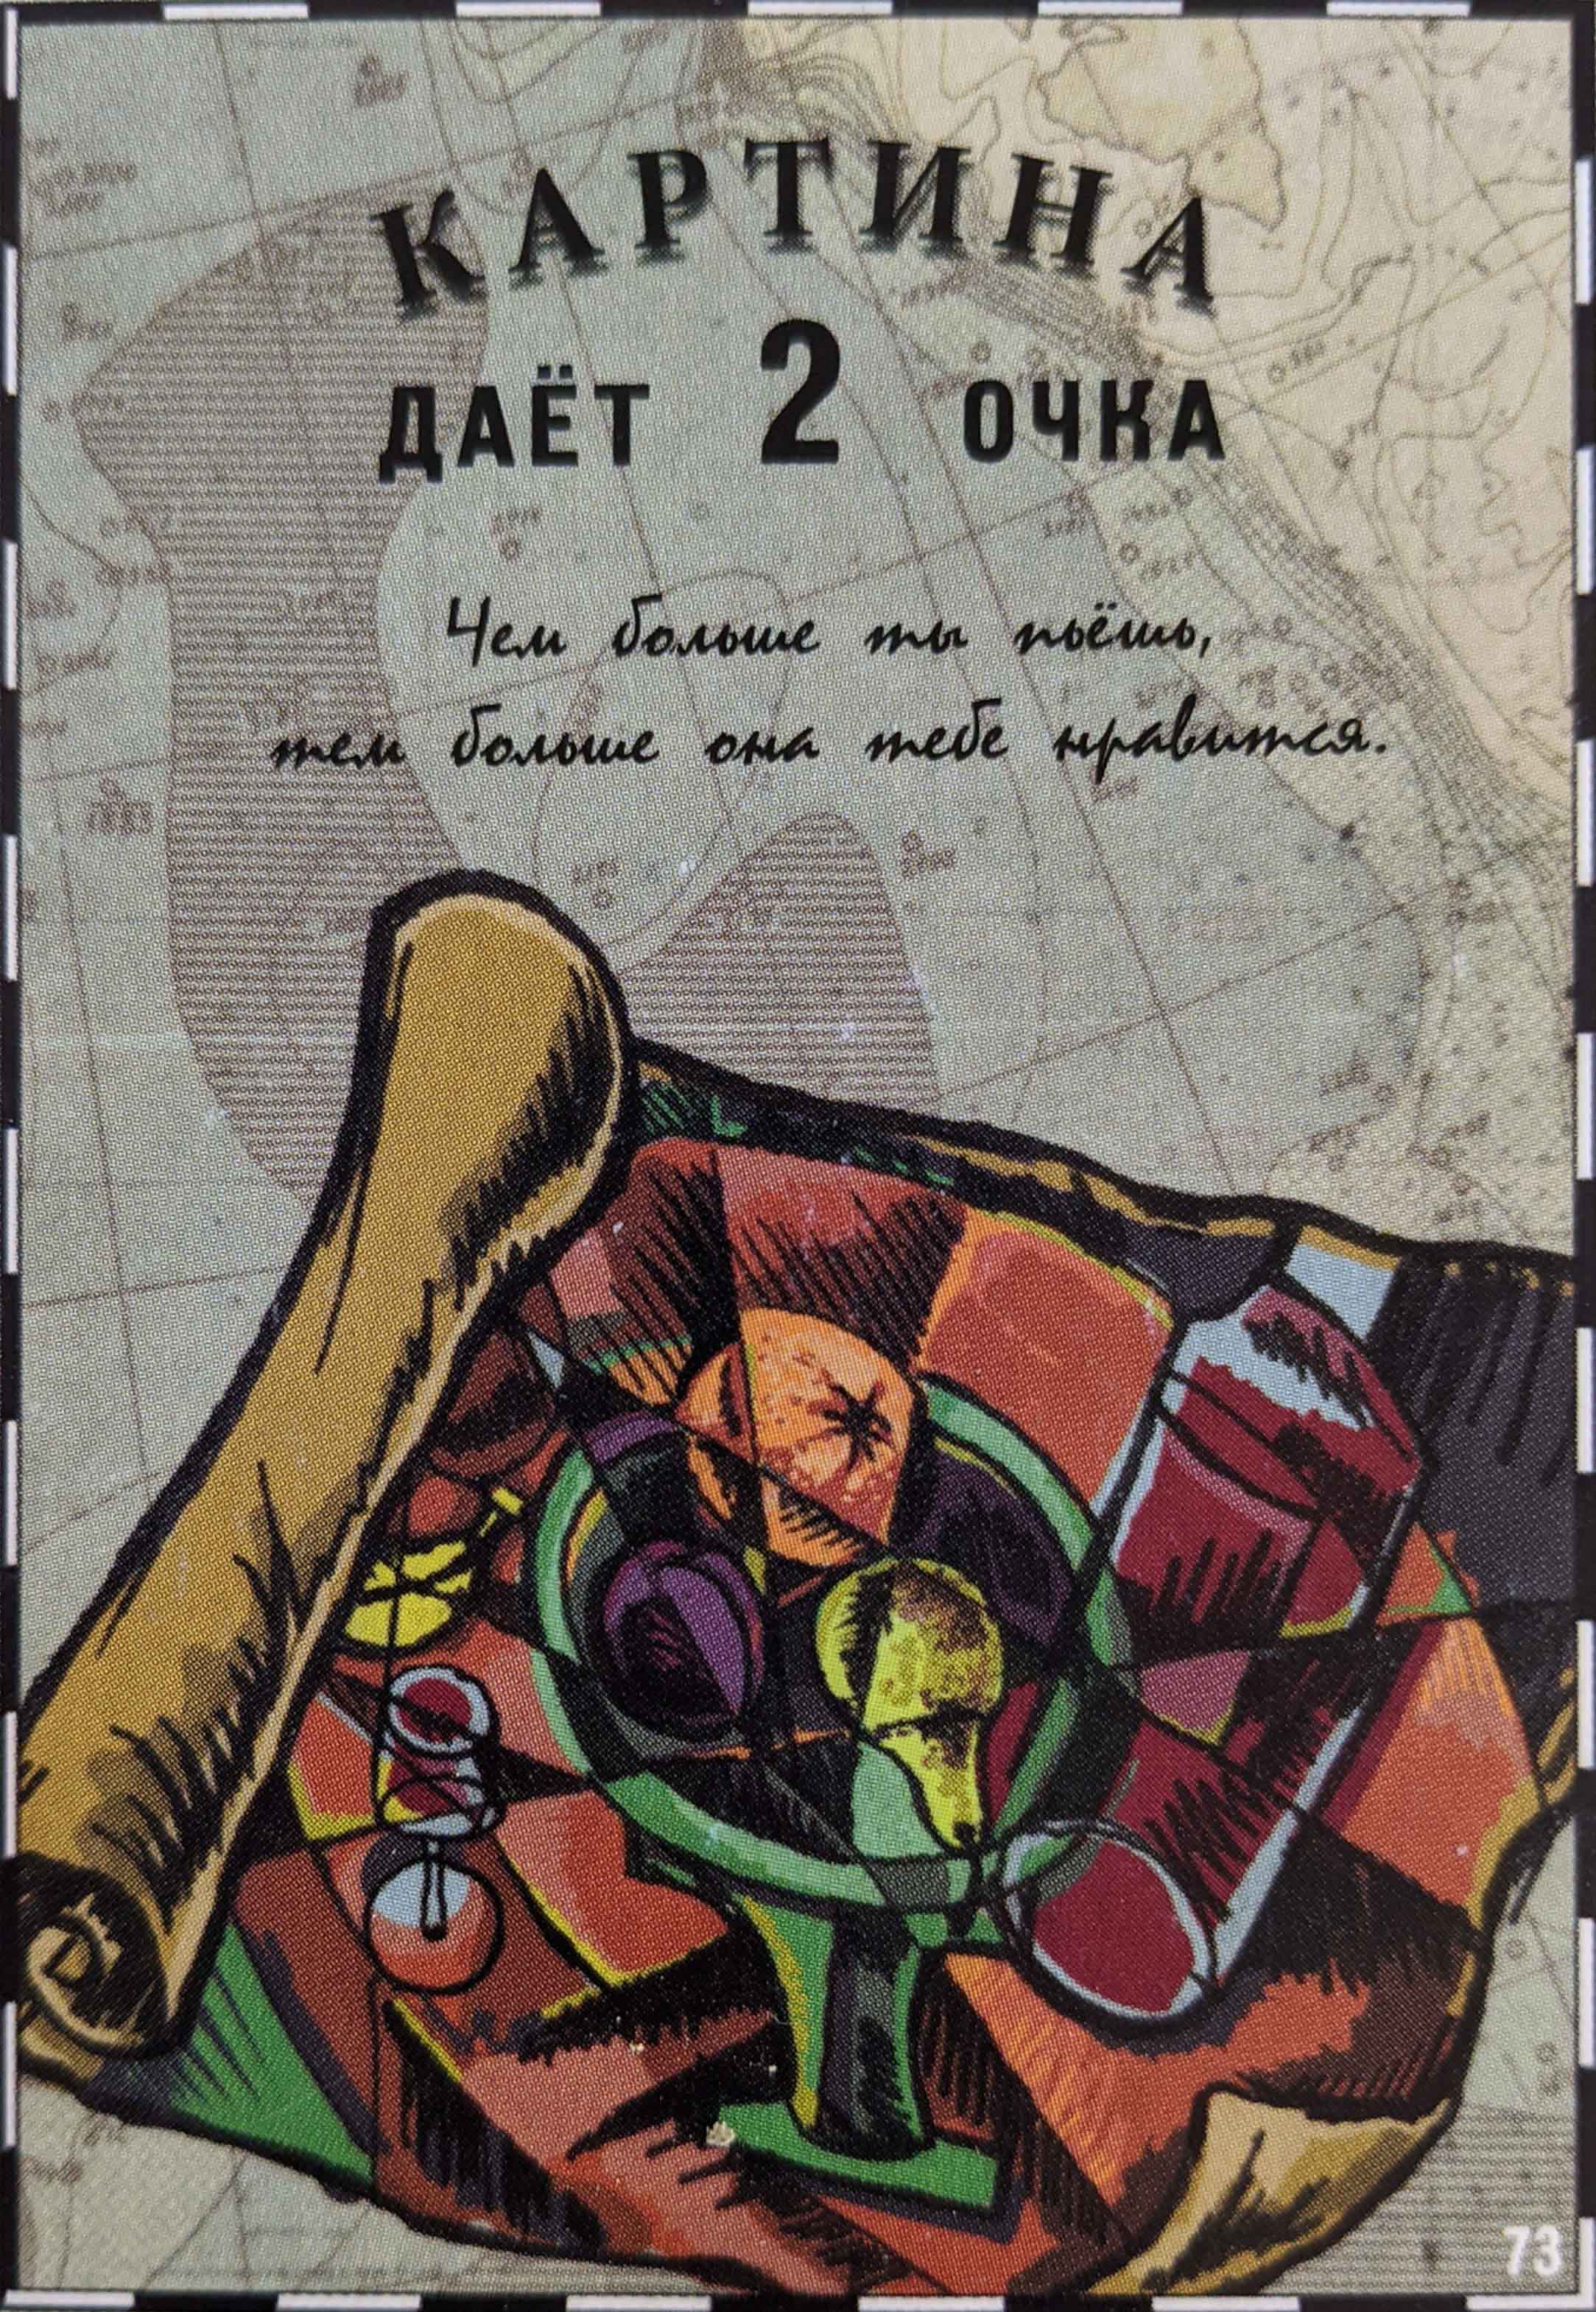 КАРТИНА
ДАЁТ 2 ОЧКА
Чем больше ты пьёшь,
тем больше она тебе нравится.
73